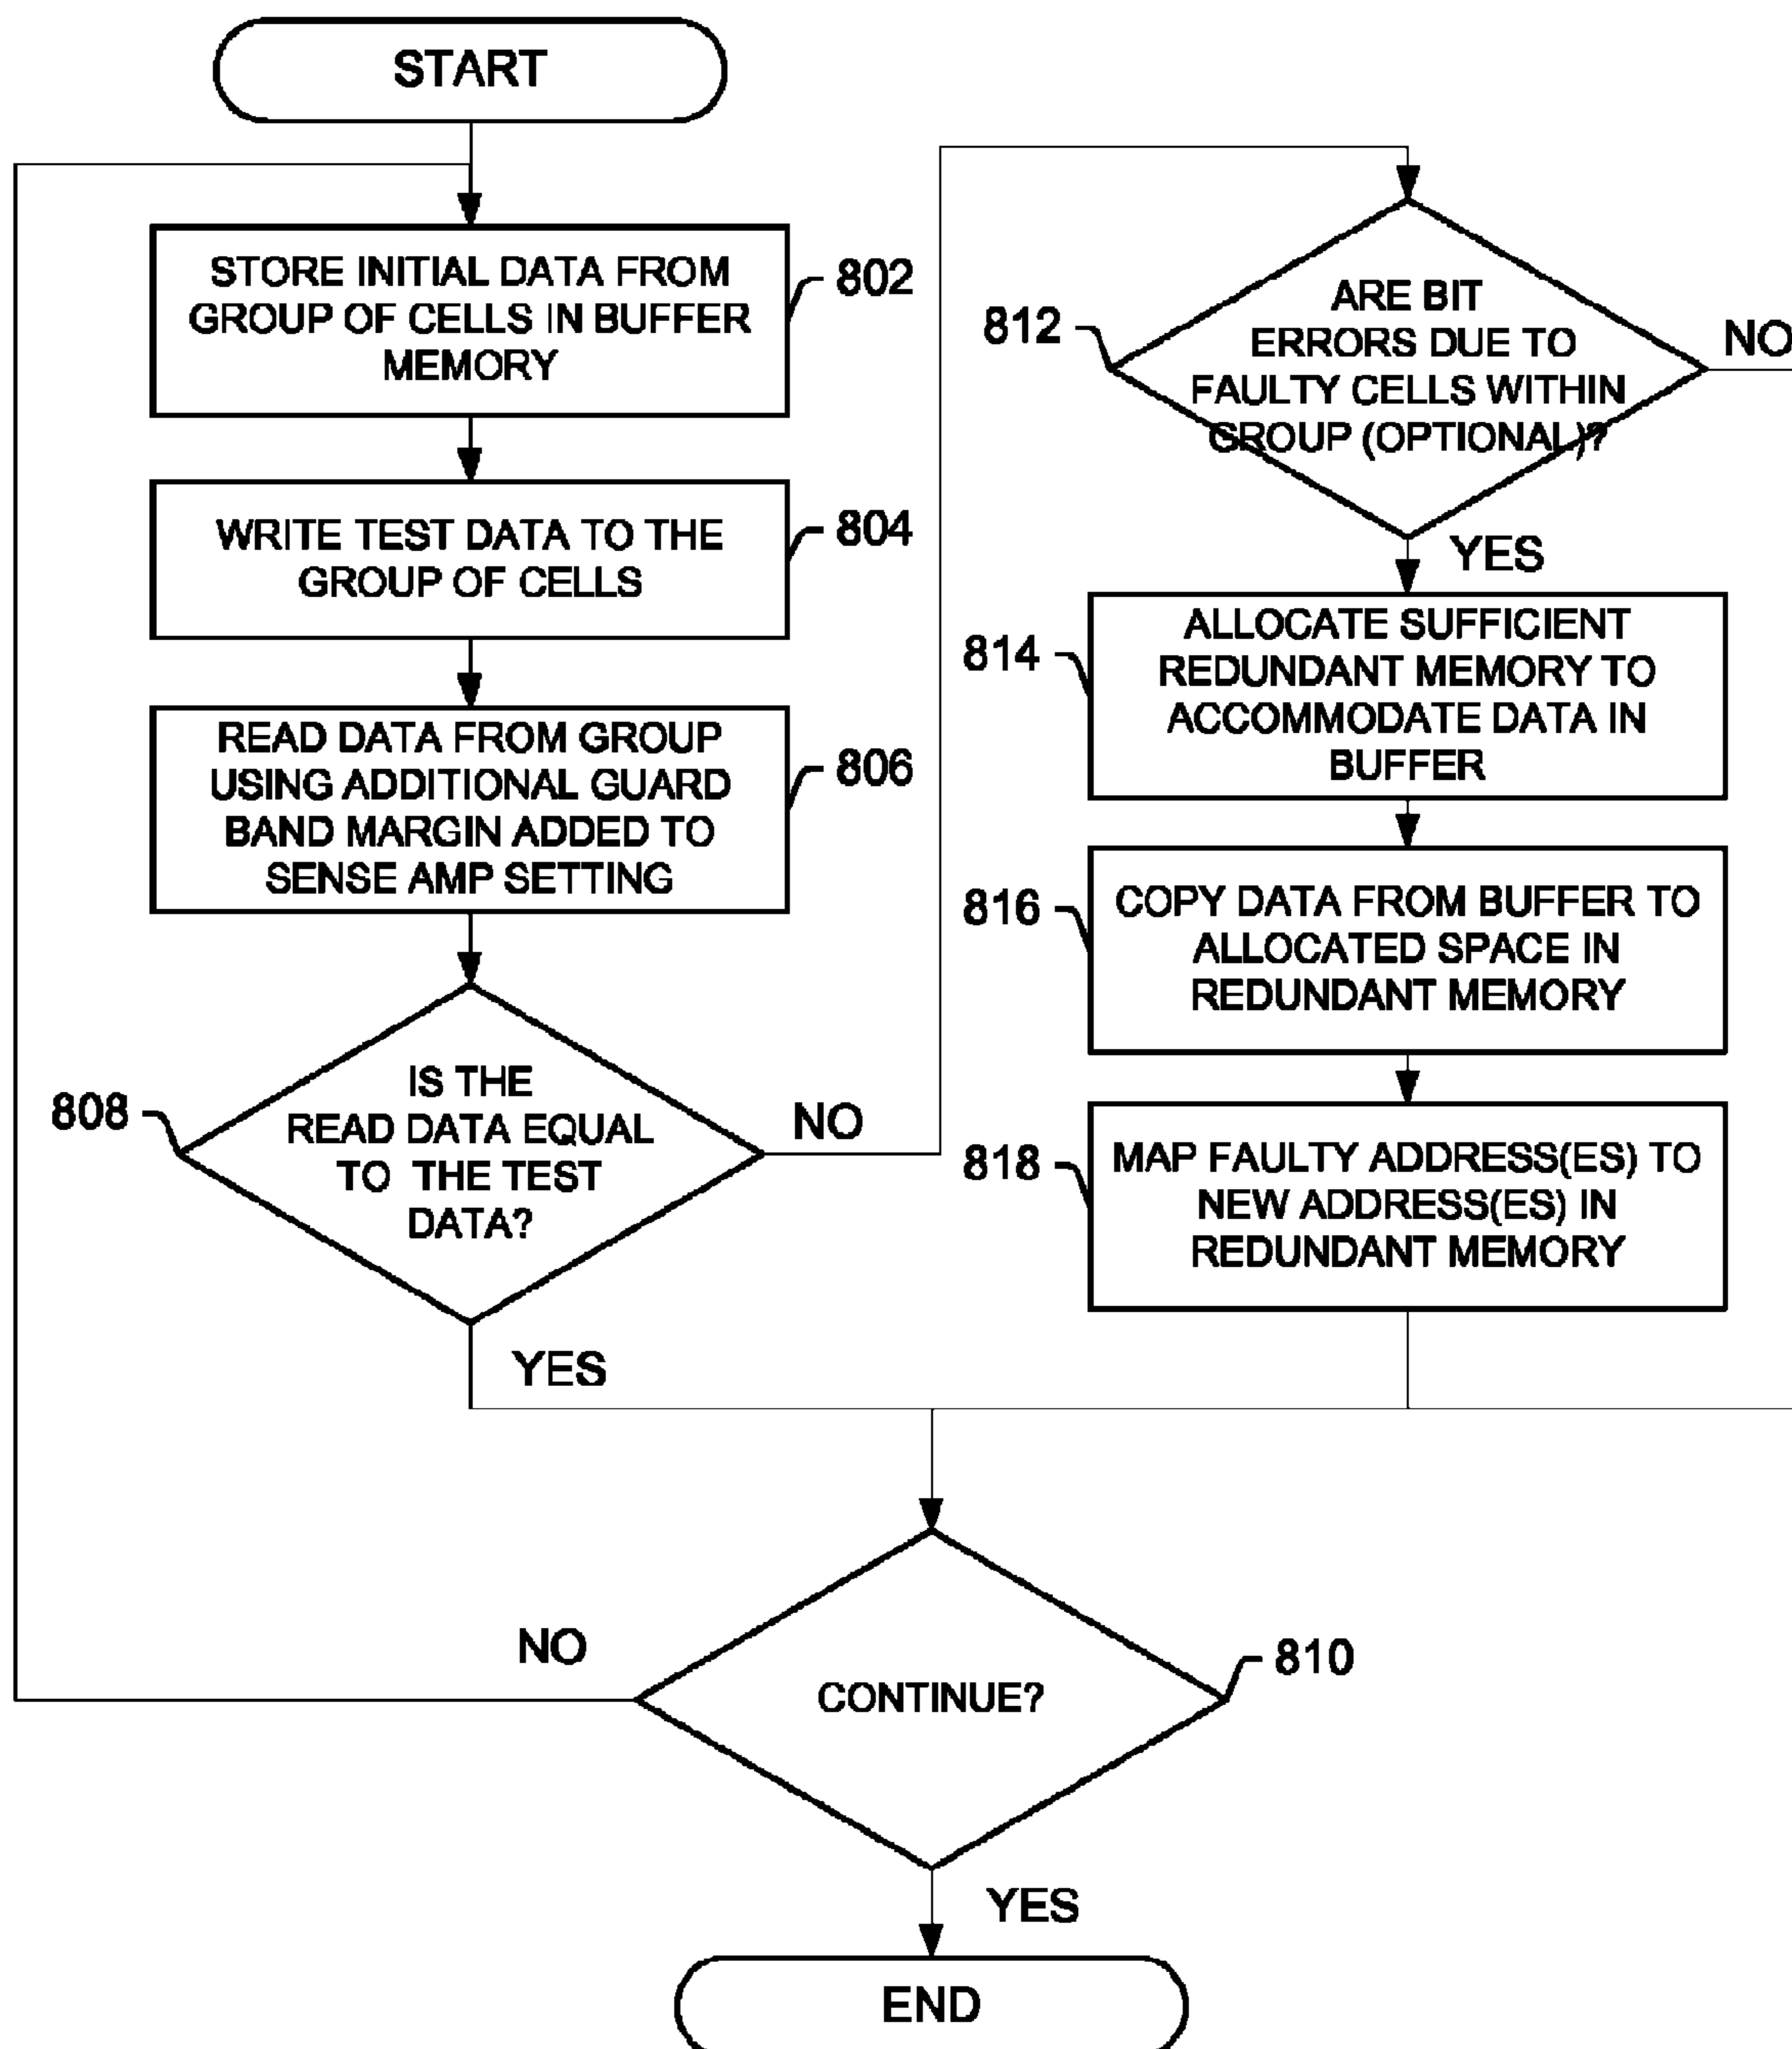 START
STORE INITIAL DATA FROM
GROUP OF CELLS IN BUFFER
MEMORY
802
WRITE TEST DATA TO THE
GROUP OF CELLS
804
READ DATA FROM GROUP
USING ADDITIONAL GUARD
BAND MARGIN ADDED TO
SENSE AMP SETTING
806
IS THE
READ DATA EQUAL
TO THE TEST
DATA?
808
NO
YES
ARE BIT
ERRORS DUE TO
FAULTY CELLS WITHIN
GROUP (OPTIONAL)?
812
NO
YES
ALLOCATE SUFFICIENT
REDUNDANT MEMORY TO
ACCOMMODATE DATA IN
BUFFER
814
COPY DATA FROM BUFFER TO
ALLOCATED SPACE IN
REDUNDANT MEMORY
816
MAP FAULTY ADDRESS(ES) TO
NEW ADDRESS(ES) IN
REDUNDANT MEMORY
818
CONTINUE?
810
NO
YES
END